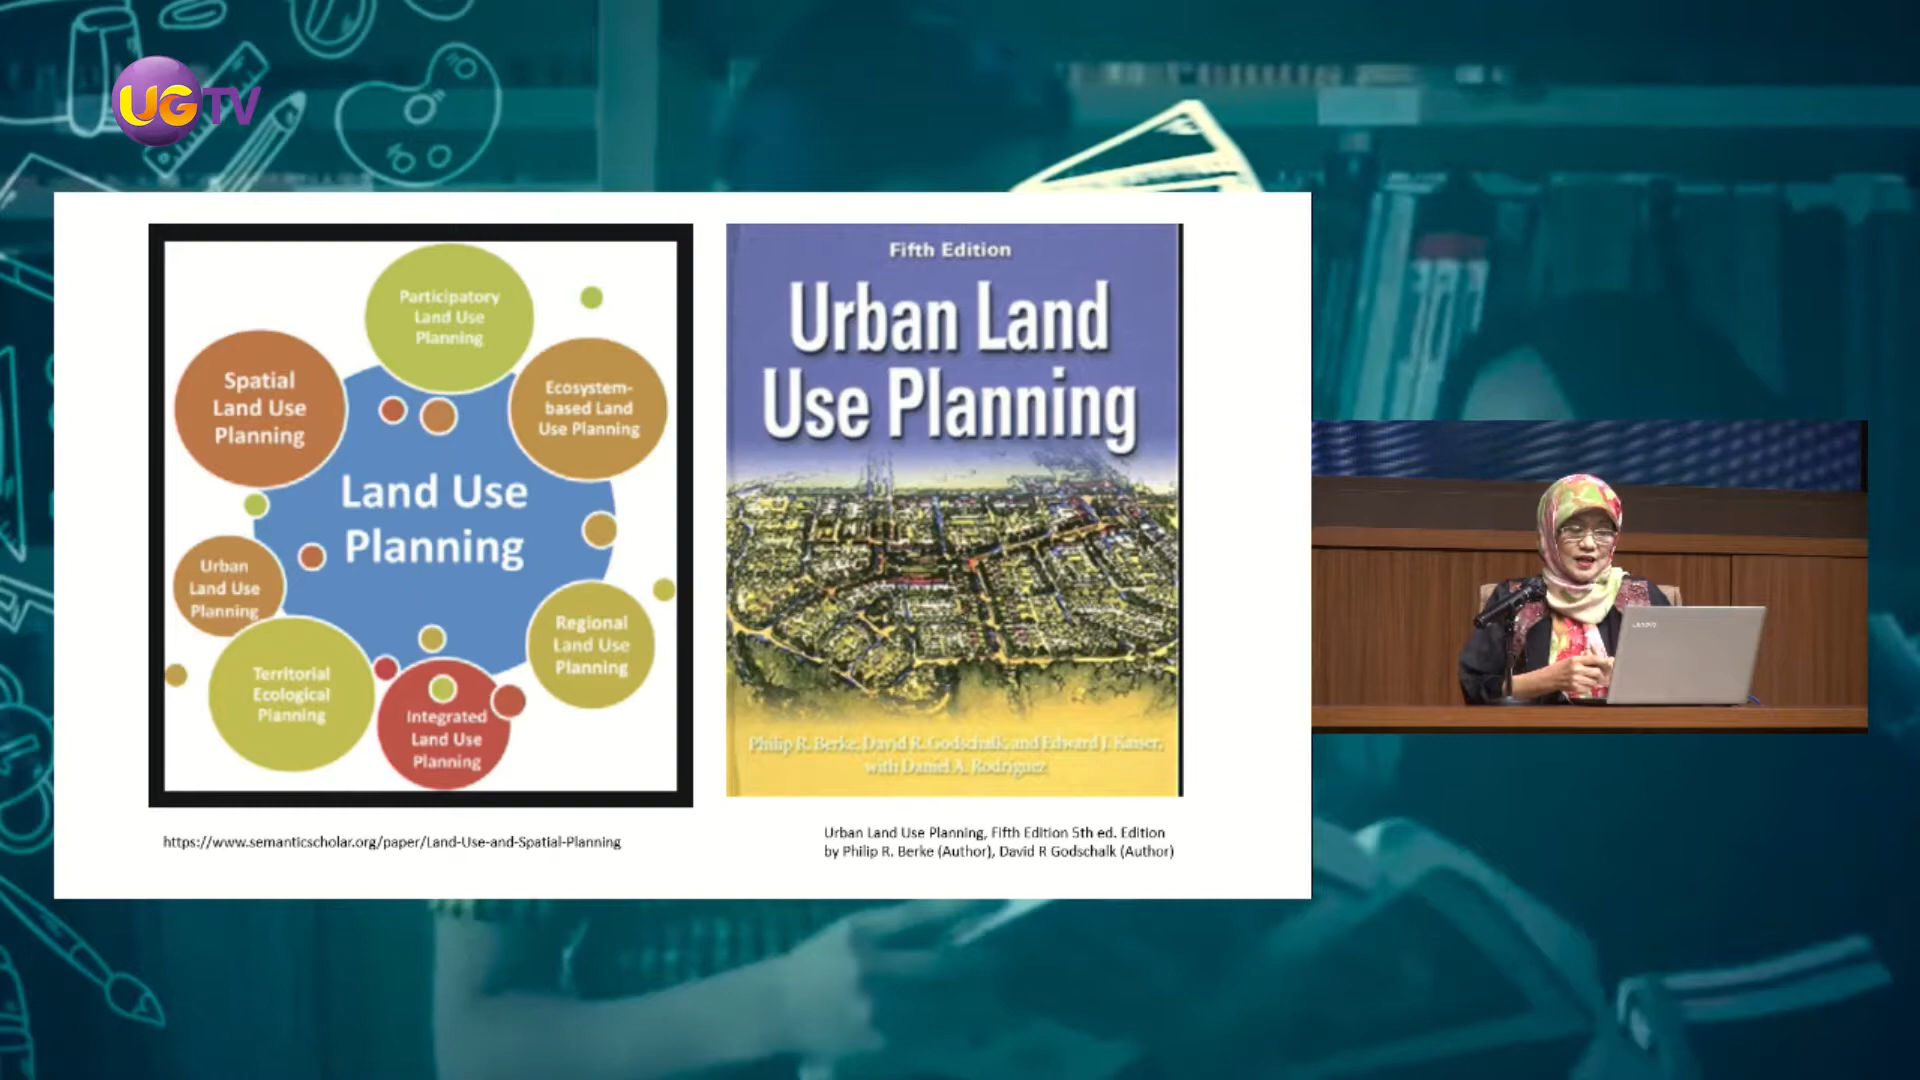 UGTV
Participatory
Land Use
Planning
Spatial
Land Use
Planning
Ecosystem-
based Land
Use Planning
Land Use
Planning
Urban
Land Use
Planning
Regional
Land Use
Planning
Territorial
Ecological
Planning
Integrated
Land Use
Planning
https://www.semanticscholar.org/paper/Land-Use-and-Spatial-Planning
Fifth Edition
Urban Land
Use Planning
Philip R. Berke, David R. Godschalk, and Edward J. Kaiser,
with Daniel A. Rodriguez
Urban Land Use Planning, Fifth Edition 5th ed. Edition
by Philip R. Berke (Author), David R Godschalk (Author)
Lenovo